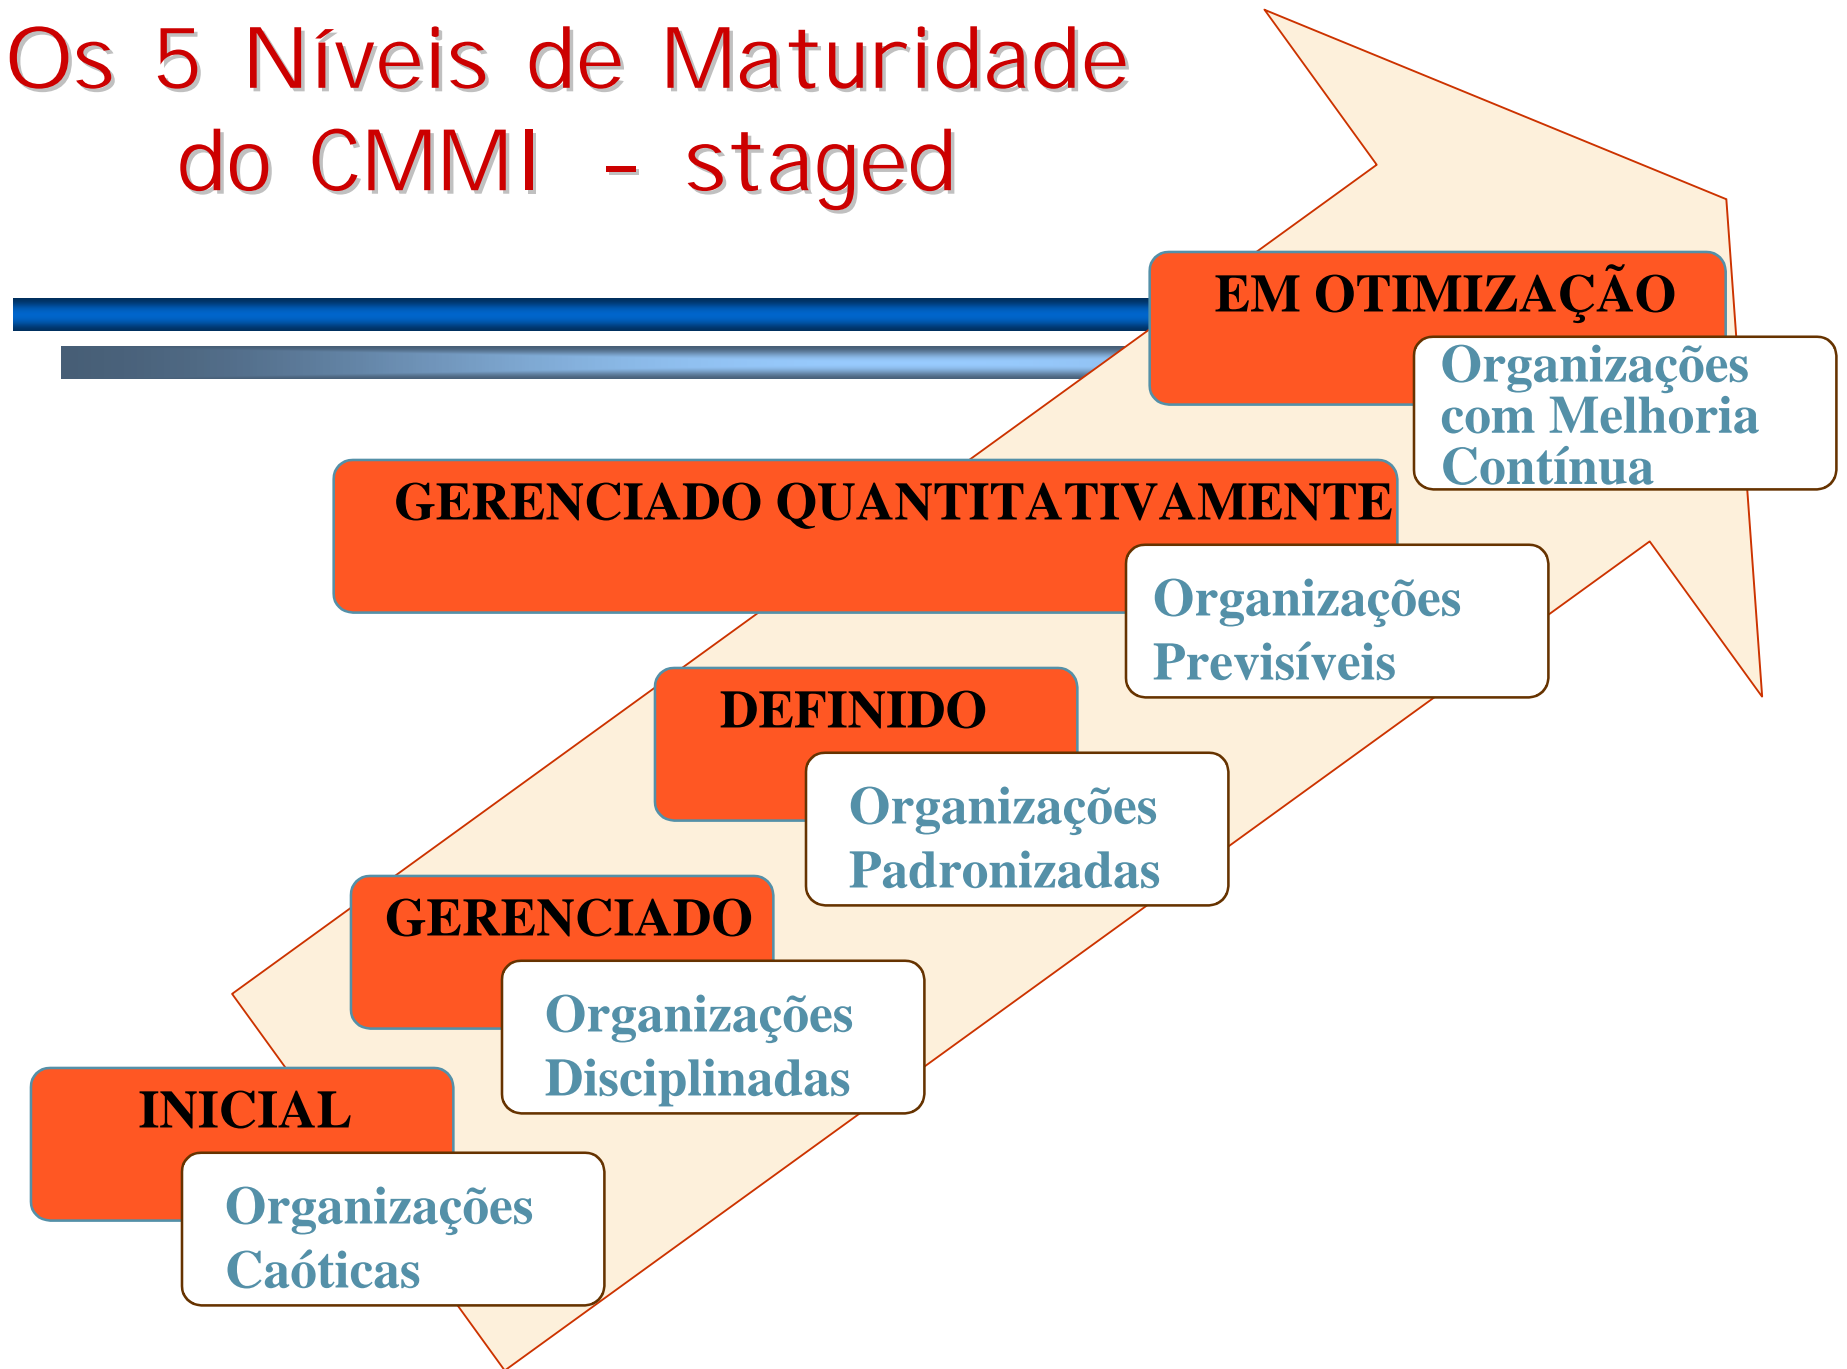 Os 5 Níveis de Maturidade
do CMMI - staged
EM OTIMIZAÇÃO
Organizações
com Melhoria
Contínua
GERENCIADO QUANTITATIVAMENTE
Organizações
Previsíveis
DEFINIDO
Organizações
Padronizadas
GERENCIADO
Organizações
Disciplinadas
INICIAL
Organizações
Caóticas